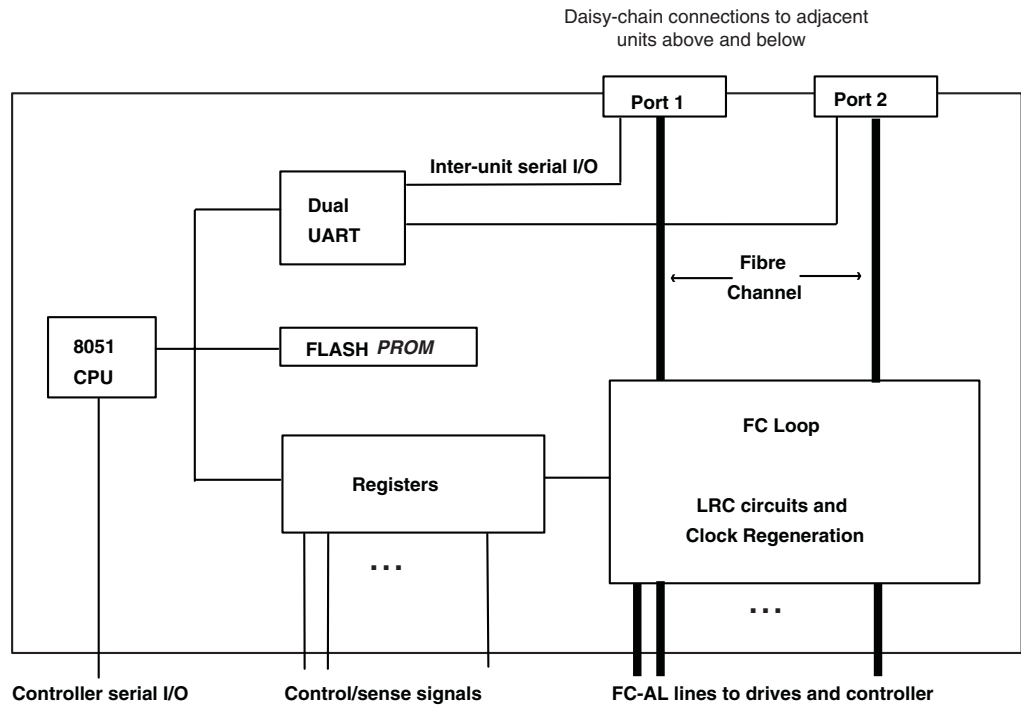 Daisy-chain connections to adjacent
units above and below
Port 1
Port 2
Inter-unit serial I/O
Dual
UART
Fibre
Channel
8051
CPU
FLASH PROM
FC Loop
Registers
LRC circuits and
Clock Regeneration
...
...
Controller serial I/O
Control/sense signals
FC-AL lines to drives and controller